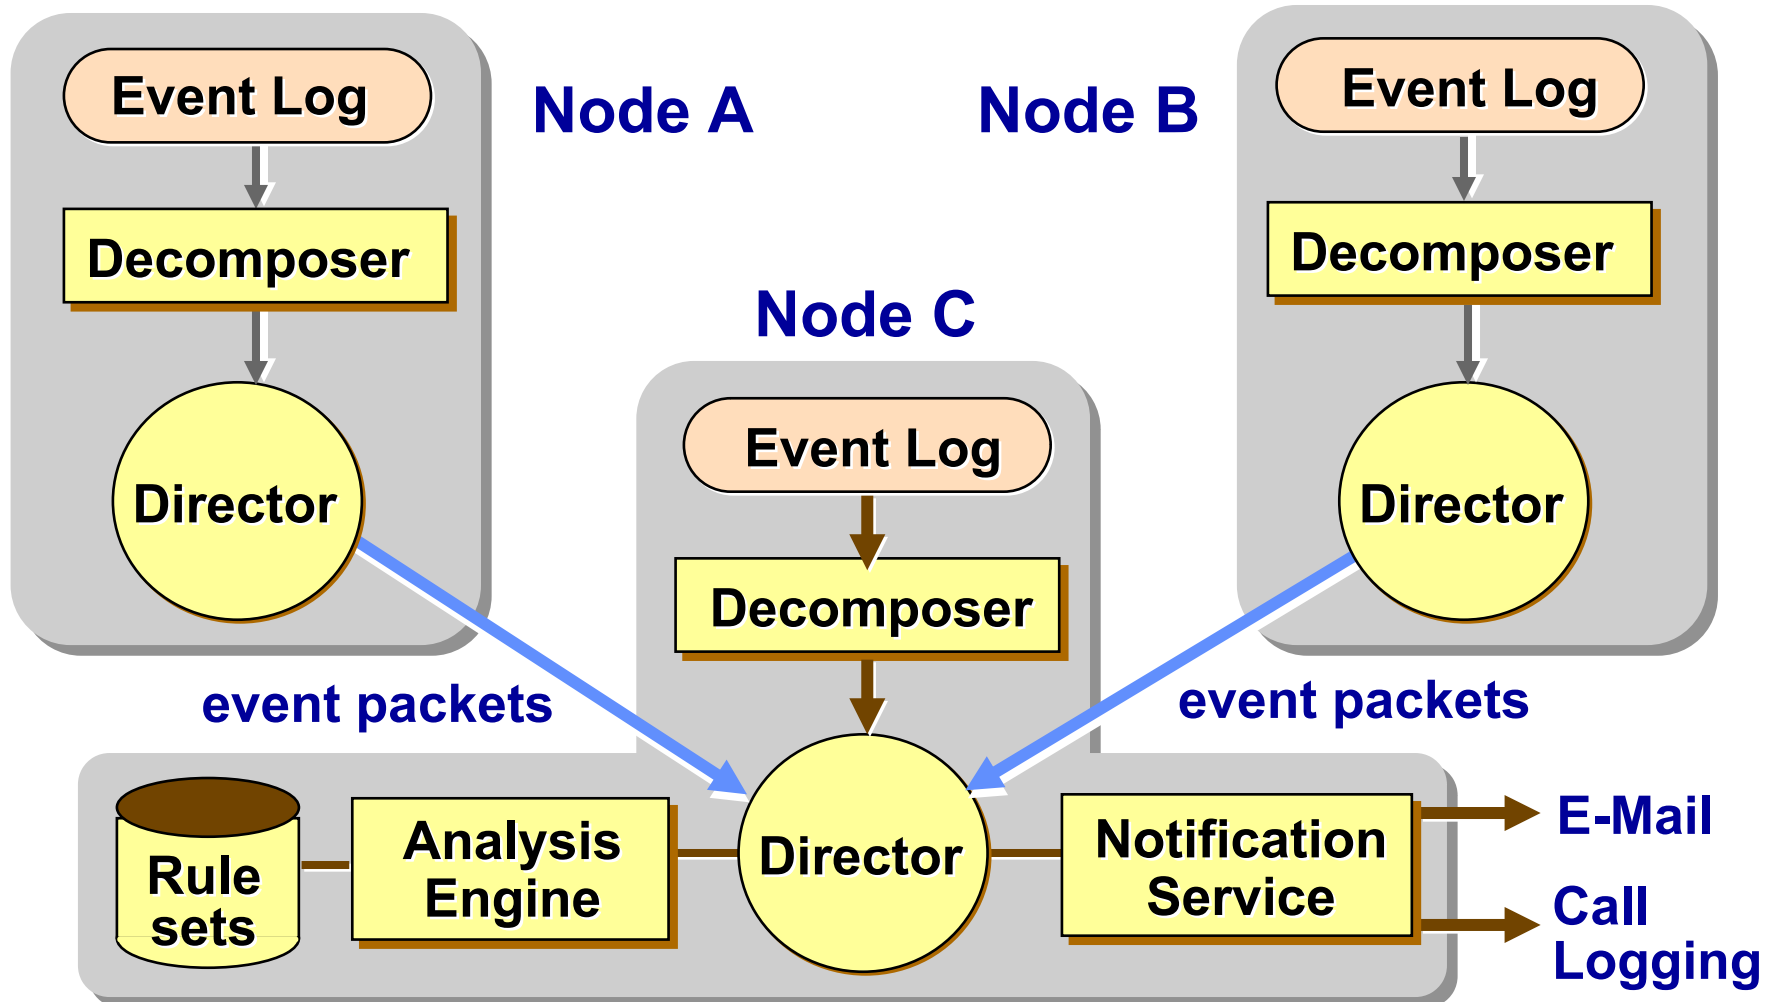 Event Log
Node A
Node B
Event Log
Decomposer
Decomposer
Node C
Event Log
Director
Director
Decomposer
event packets
event packets
Rule
sets
Analysis
Engine
Director
Notification
Service
E-Mail
Call
Logging